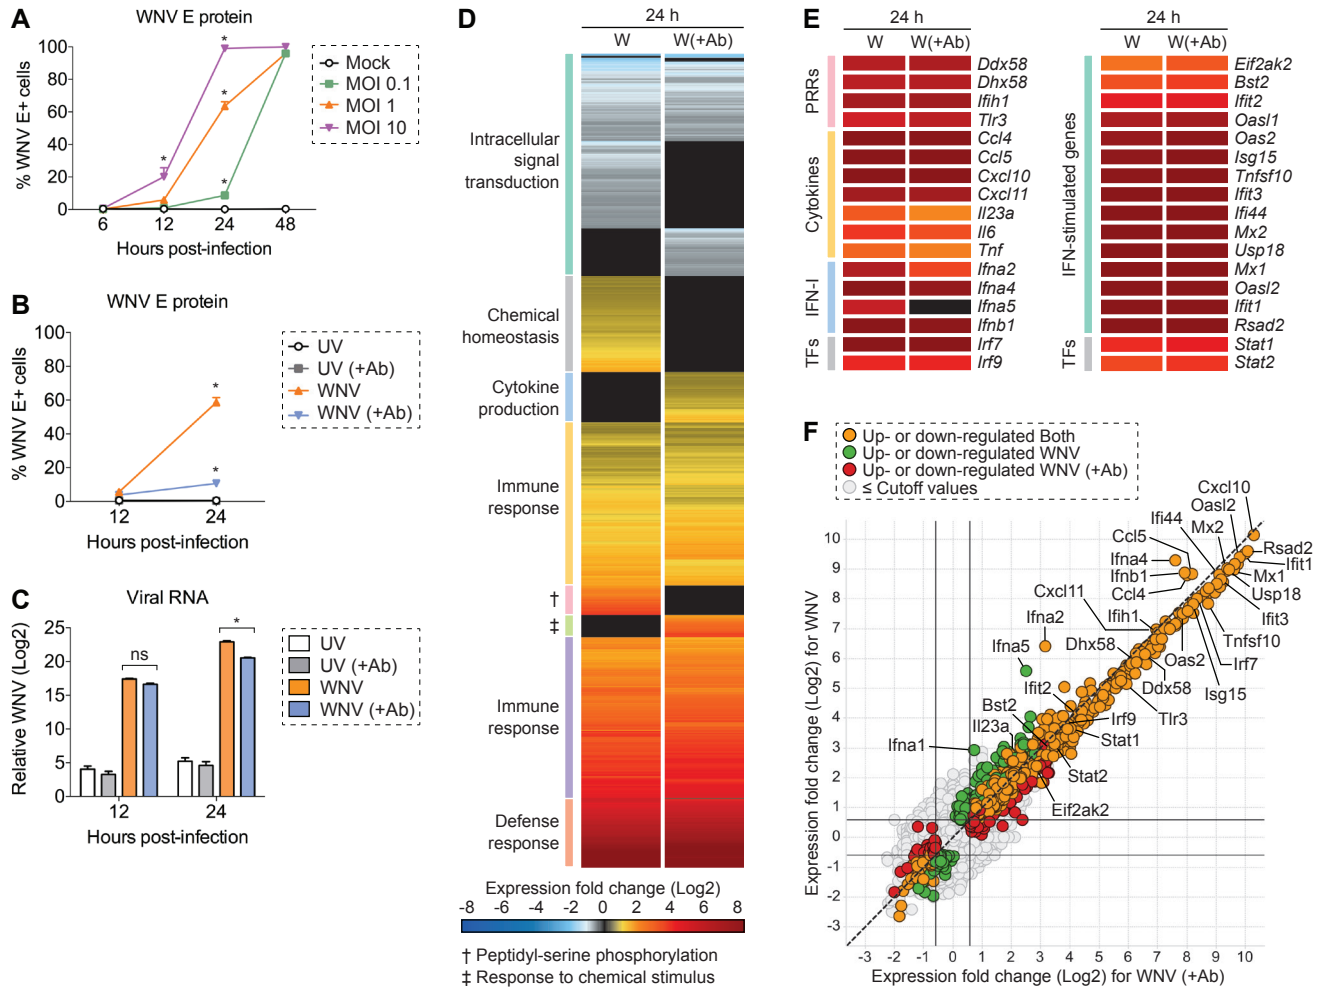 A
WNV E protein
% WNV E+ cells
100
80
60
40
20
0
*
*
*
*
6
12
24
48
Hours post-infection
Mock
MOI 0.1
MOI 1
MOI 10
B
WNV E protein
% WNV E+ cells
100
80
60
40
20
0
*
*
12
24
Hours post-infection
UV
UV (+Ab)
WNV
WNV (+Ab)
C
Viral RNA
Relative WNV (Log2)
25
20
15
10
5
0
ns
*
12
24
Hours post-infection
UV
UV (+Ab)
WNV
WNV (+Ab)
D
24 h
W
W(+Ab)
Intracellular
signal
transduction
Chemical
homeostasis
Cytokine
production
Immune
response
†
‡
Immune
response
Defense
response
Expression fold change (Log2)
-8 -6 -4 -2 0 2 4 6 8
† Peptidyl-serine phosphorylation
‡ Response to chemical stimulus
E
24 h
W
W(+Ab)
PRRs
Ddx58
Dhx58
Ifih1
Tlr3
Cytokines
Ccl4
Ccl5
Cxcl10
Cxcl11
Il23a
Il6
Tnf
IFN-I
Ifna2
Ifna4
Ifna5
Ifnb1
TFs
Irf7
Irf9
24 h
W
W(+Ab)
IFN-stimulated genes
Eif2ak2
Bst2
Ifit2
Oasl1
Oas2
Isg15
Tnfsf10
Ifit3
Ifi44
Mx2
Usp18
Mx1
Oasl2
Ifit1
Rsad2
TFs
Stat1
Stat2
F
Up- or down-regulated Both
Up- or down-regulated WNV
Up- or down-regulated WNV (+Ab)
≤ Cutoff values
Expression fold change (Log2) for WNV
10
9
8
7
6
5
4
3
2
1
0
-1
-2
-3
Cxcl10
Oasl2
Ifi44
Mx2
Ccl5
Rsad2
Ifna4
Ifit1
Ifnb1
Mx1
Ccl4
Usp18
Cxcl11
Ifih1
Ifit3
Ifna2
Tnfsf10
Ifna5
Dhx58
Oas2
Irf7
Ddx58
Isg15
Ifit2
Bst2
Irf9
Tlr3
Il23a
Stat1
Ifna1
Stat2
Eif2ak2
-3 -2 -1 0 1 2 3 4 5 6 7 8 9 10
Expression fold change (Log2) for WNV (+Ab)